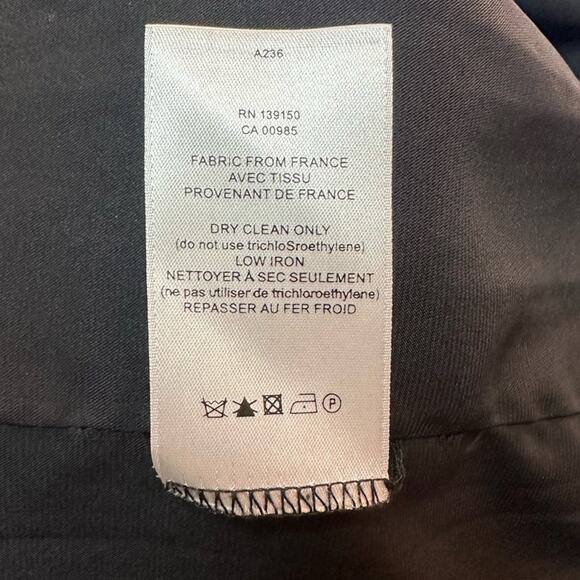 A236
RN 139150
CA 00985
FABRIC FROM FRANCE
AVEC TISSU
PROVENANT DE FRANCE
DRY CLEAN ONLY
(do not use trichloSroethylene)
LOW IRON
NETTOYER À SEC SEULEMENT
(ne pas utiliser de trichloroethylene)
REPASSER AU FER FROID
P